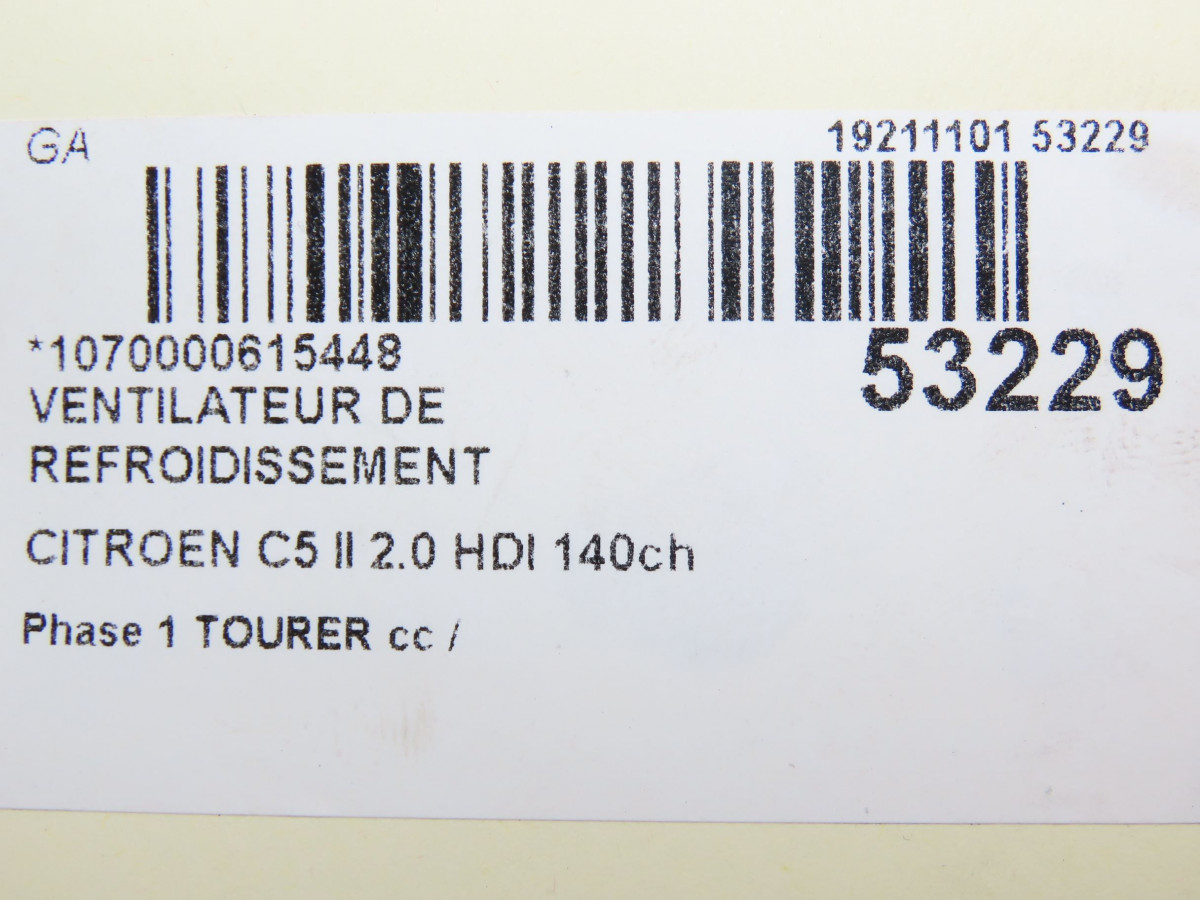 GA
19211101 53229
*1070000615448
53229
VENTILATEUR DE
REFROIDISSEMENT
CITROEN C5 II 2.0 HDI 140ch
Phase 1 TOURER cc /